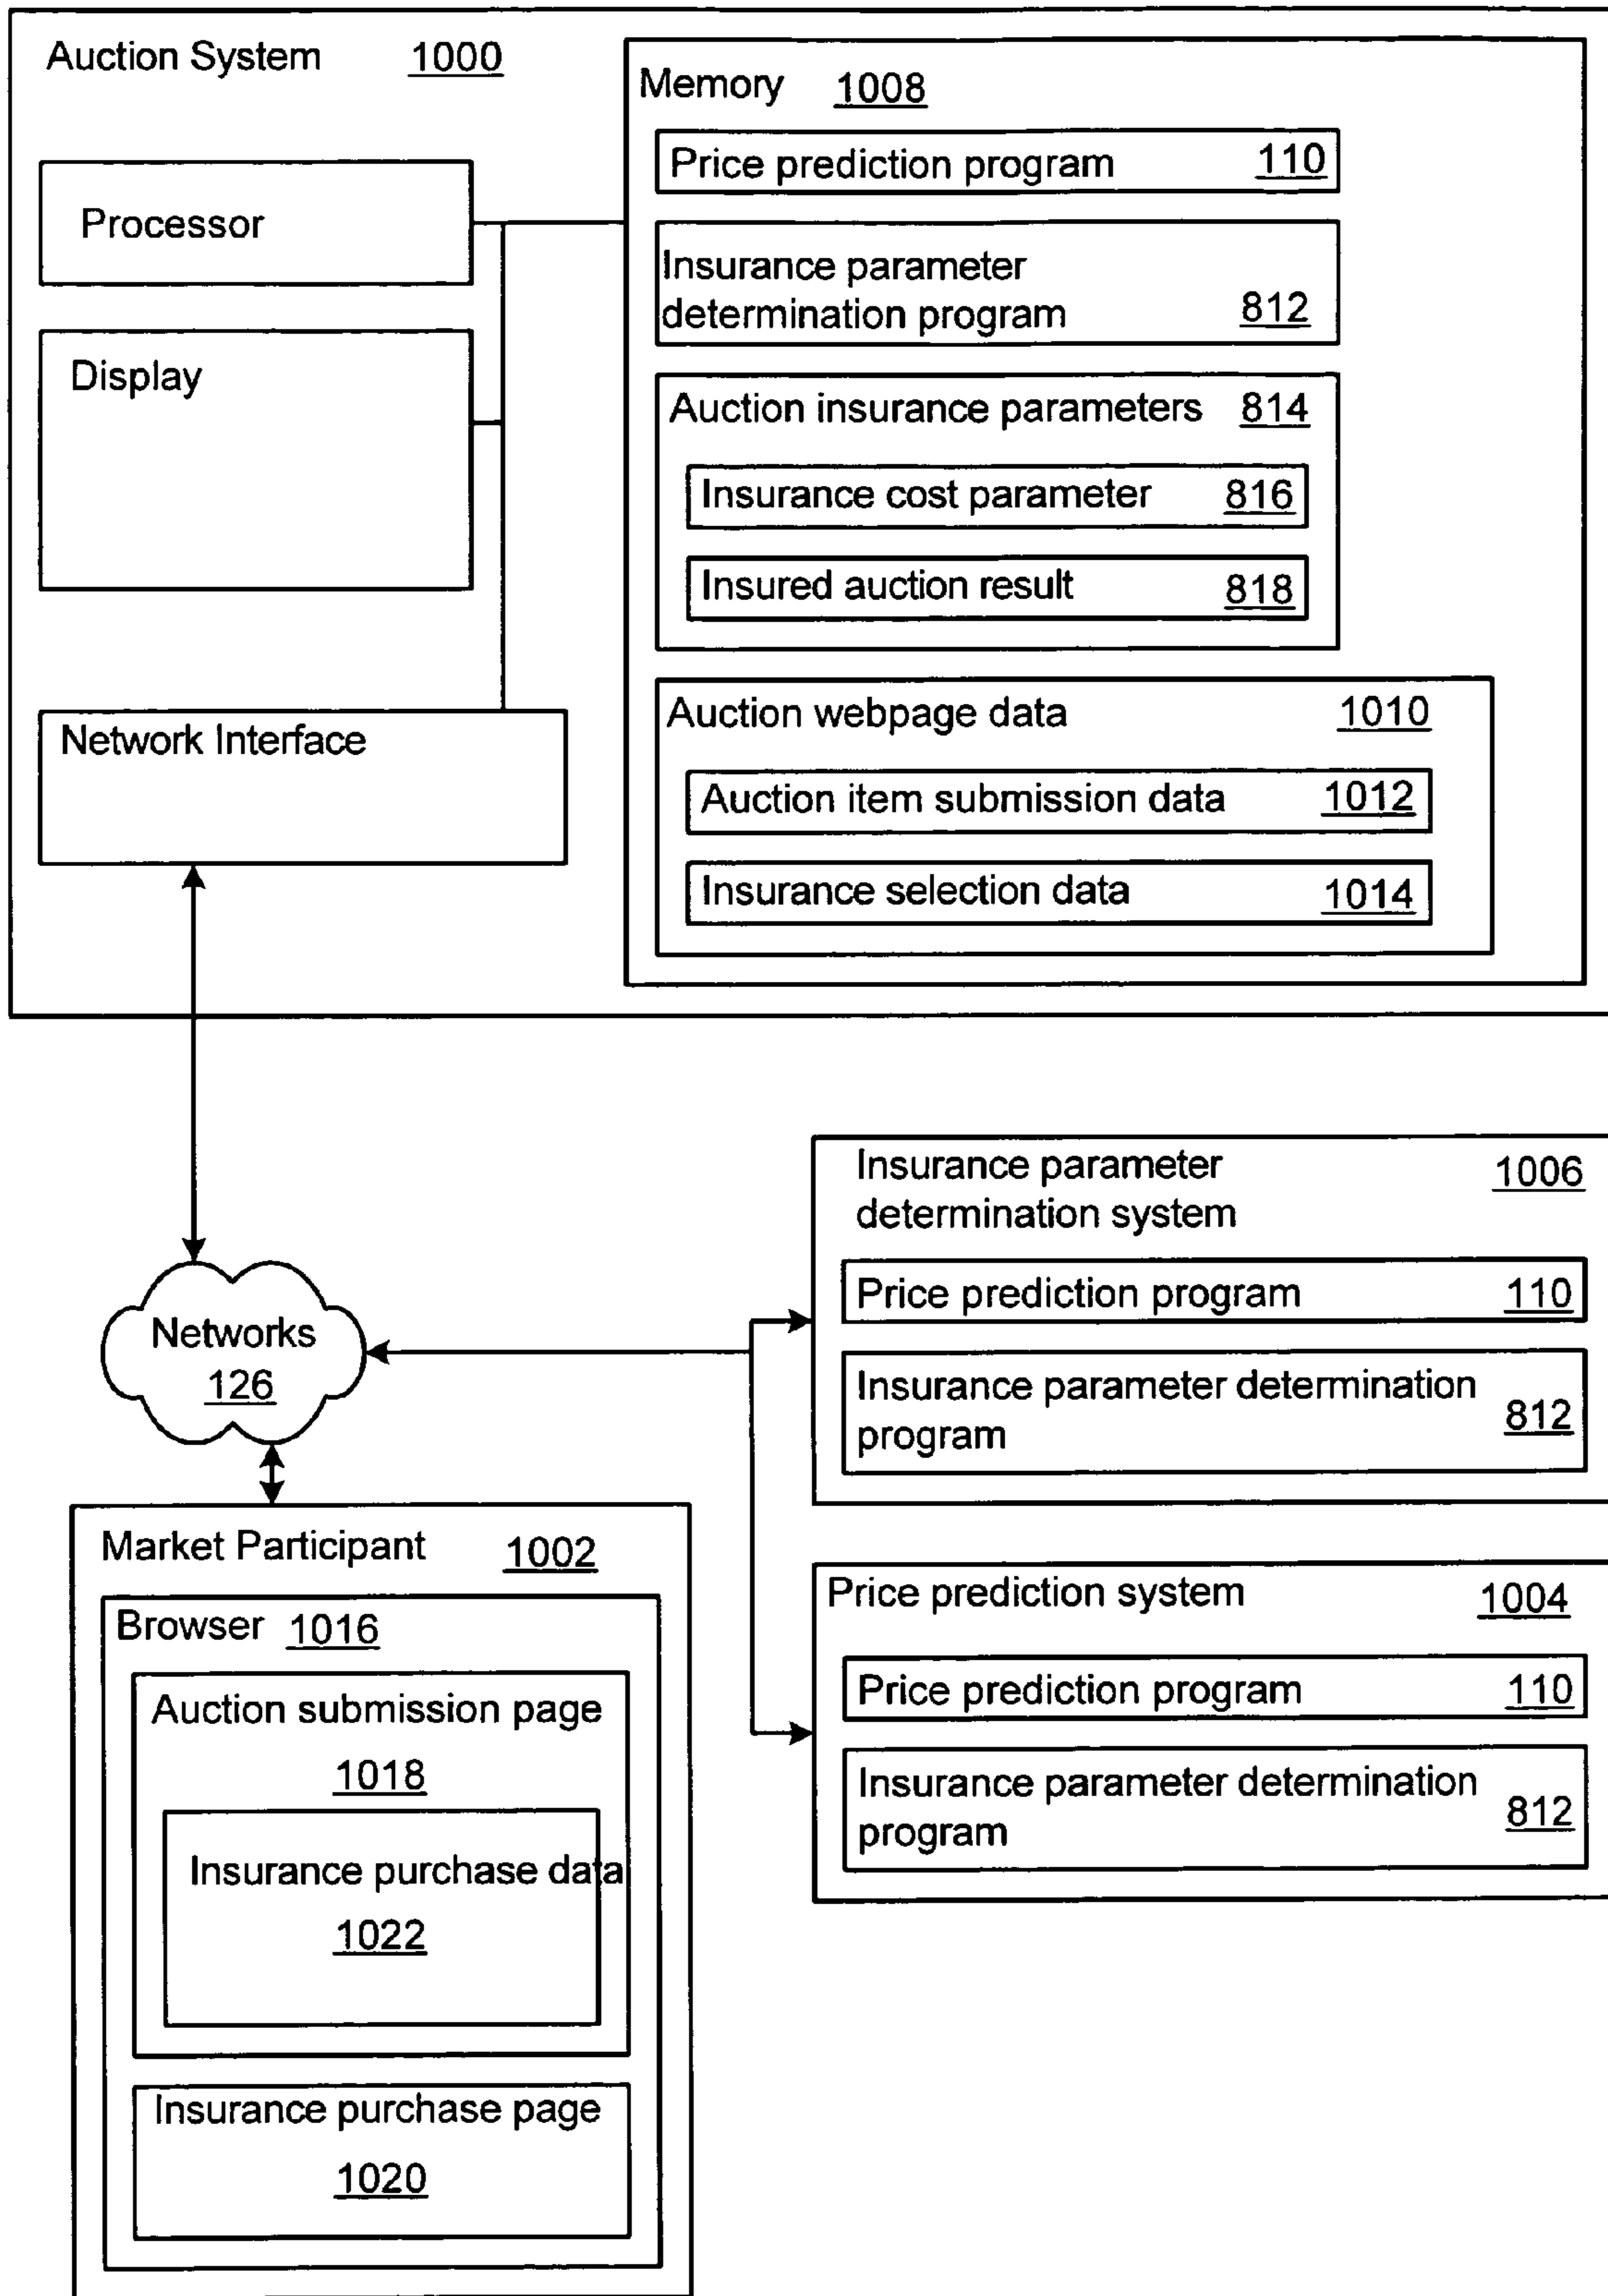 Auction System 1000
Processor
Display
Network Interface
Memory 1008
Price prediction program 110
Insurance parameter
determination program 812
Auction insurance parameters 814
Insurance cost parameter 816
Insured auction result 818
Auction webpage data 1010
Auction item submission data 1012
Insurance selection data 1014
Networks
126
Insurance parameter 1006
determination system
Price prediction program 110
Insurance parameter determination
program 812
Price prediction system 1004
Price prediction program 110
Insurance parameter determination
program 812
Market Participant 1002
Browser 1016
Auction submission page
1018
Insurance purchase data
1022
Insurance purchase page
1020